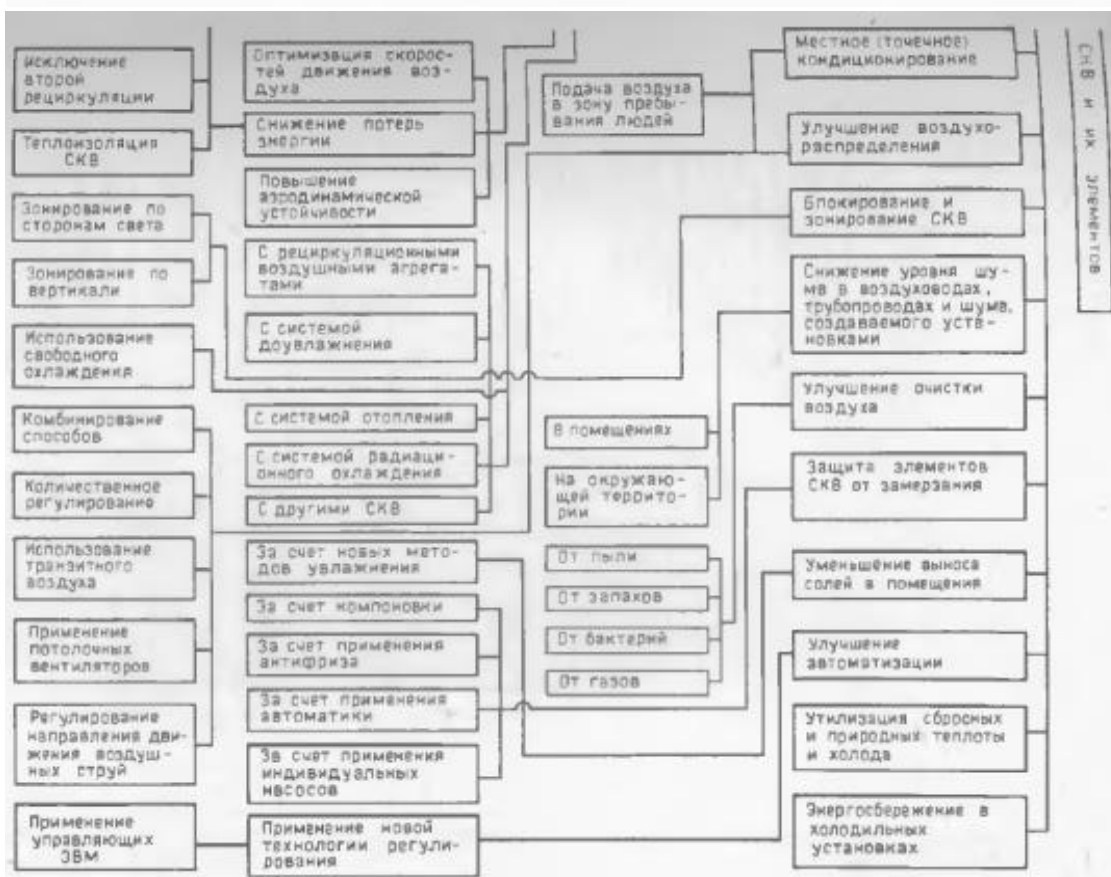 исключение
второй
рециркуляции
Теплоизоляция
СКВ
Зонирование по
сторонам света
Зонирование по
вертикали
Использование
свободного
охлаждения
Комбинирование
способов
Количественное
регулирование
Использование
транзитного
воздуха
Применение
потолочных
вентиляторов
Регулирование
направления дви-
жения воздуш-
ных струй
Применение
управляющих
ЭВМ
Оптимизация скорос-
тей движения воз-
духа
Снижение потерь
энергии
Повышение
аэродинамической
устойчивости
С рециркуляционными
воздушными агрега-
тами
С системой
доувлажнения
С системой отопления
С системой радиаци-
онного охлаждения
С другими СКВ
За счет новых мето-
дов увлажнения
За счет компоновки
За счет применения
антифриза
За счет применения
автоматики
За счет применения
индивидуальных
насосов
Применение новой
технологии регули-
рования
Подача воздуха
в зону пребы-
вания людей
В помещениях
На окружаю-
щей террито-
рии
От пыли
От запахов
От бактерий
От газов
Местное (точечное)
кондиционирование
Улучшение воздухо-
распределения
Блокирование и
зонирование СКВ
Снижение уровня шу-
ма в воздуховодах,
трубопроводах и шума,
создаваемого уста-
новками
Улучшение очистки
воздуха
Защита элементов
СКВ от замерзания
Уменьшение выноса
солей в помещения
Улучшение
автоматизации
Утилизация сбросных
и природных теплоты
и холода
Энергосбережение в
холодильных
установках
СКВ и их элементов